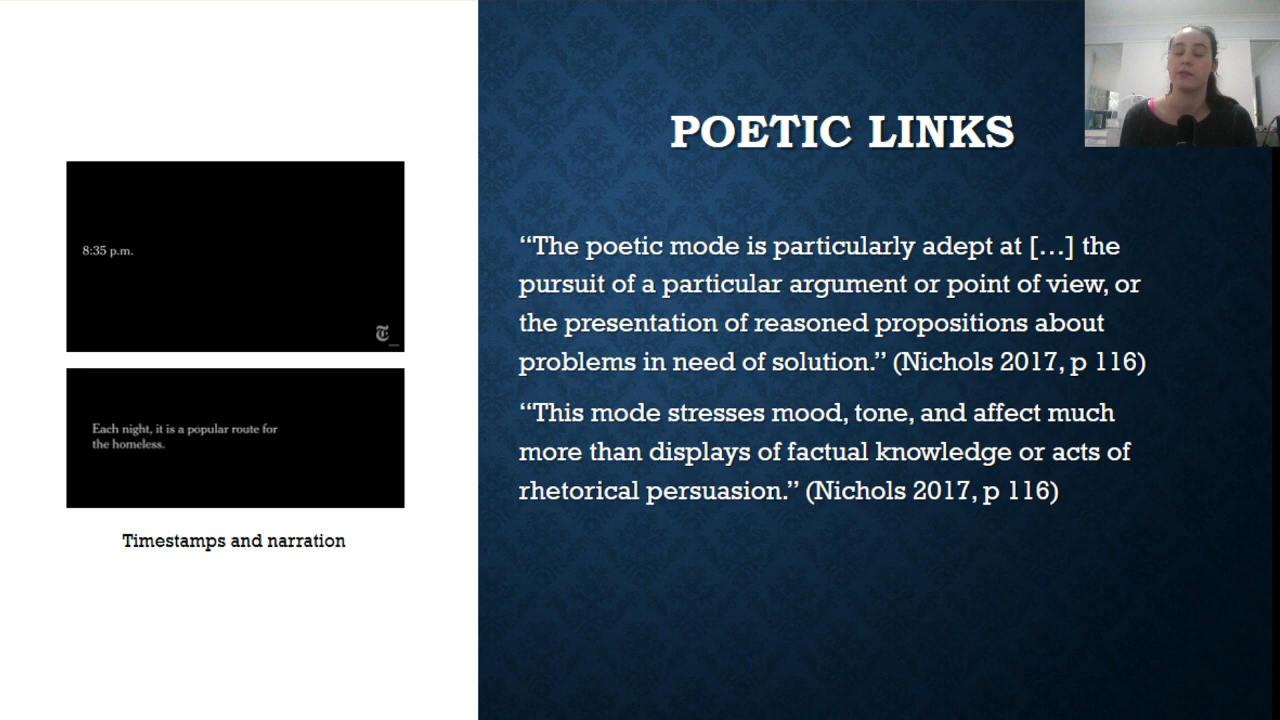 POETIC LINKS
8:35 p.m.
T
Each night, it is a popular route for
the homeless.
Timestamps and narration
“The poetic mode is particularly adept at […] the
pursuit of a particular argument or point of view, or
the presentation of reasoned propositions about
problems in need of solution.” (Nichols 2017, p 116)
“This mode stresses mood, tone, and affect much
more than displays of factual knowledge or acts of
rhetorical persuasion.” (Nichols 2017, p 116)